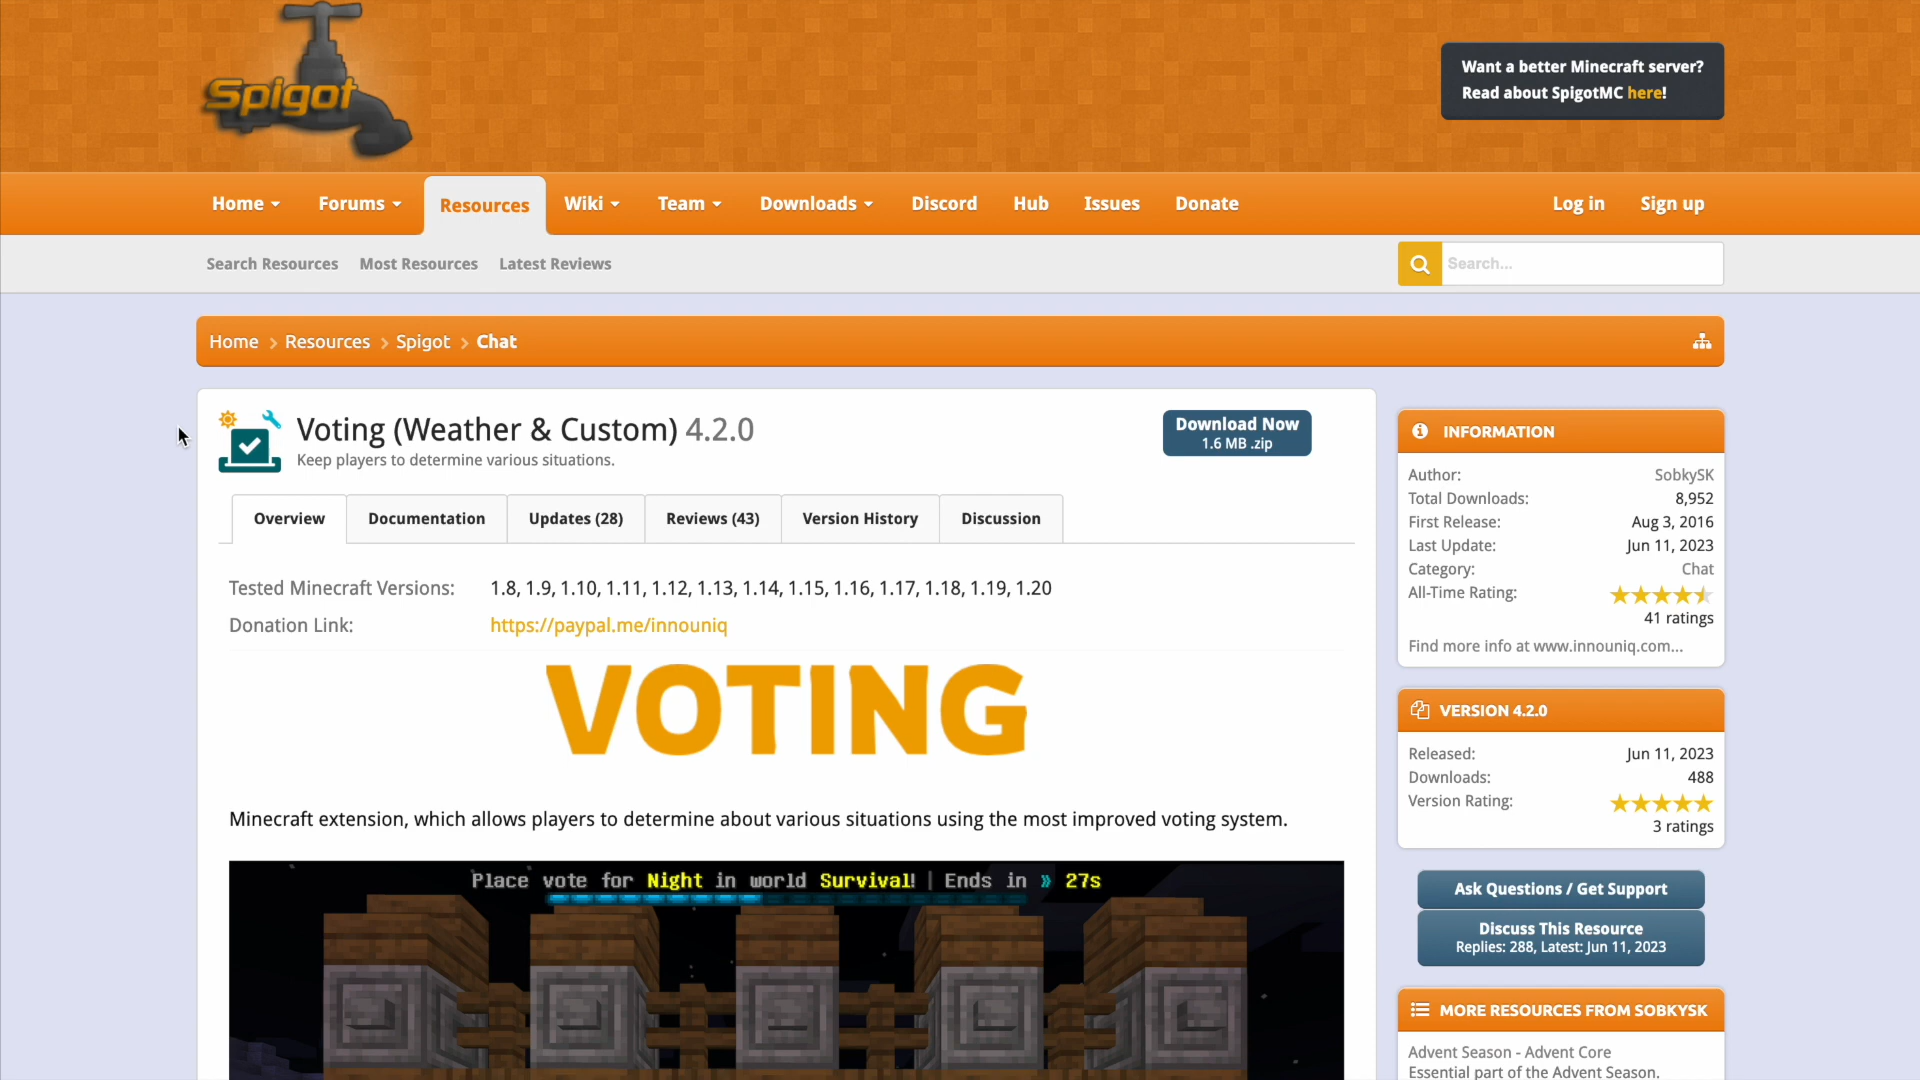 Spigot
Want a better Minecraft server?
Read about SpigotMC here!
Home
Forums
Resources
Wiki
Team
Downloads
Discord
Hub
Issues
Donate
Log in
Sign up
Search Resources
Most Resources
Latest Reviews
Search...
Home
Resources
Spigot
Chat
Voting (Weather & Custom) 4.2.0
Keep players to determine various situations.
Download Now
1.6 MB .zip
Overview
Documentation
Updates (28)
Reviews (43)
Version History
Discussion
Tested Minecraft Versions: 1.8, 1.9, 1.10, 1.11, 1.12, 1.13, 1.14, 1.15, 1.16, 1.17, 1.18, 1.19, 1.20
Donation Link: https://paypal.me/innouniq
VOTING
Minecraft extension, which allows players to determine about various situations using the most improved voting system.
Place vote for Night in world Survival! | Ends in » 27s
INFORMATION
Author: SobkySK
Total Downloads: 8,952
First Release: Aug 3, 2016
Last Update: Jun 11, 2023
Category: Chat
All-Time Rating:
41 ratings
Find more info at www.innouniq.com...
VERSION 4.2.0
Released: Jun 11, 2023
Downloads: 488
Version Rating:
3 ratings
Ask Questions / Get Support
Discuss This Resource
Replies: 288, Latest: Jun 11, 2023
MORE RESOURCES FROM SOBKYSK
Advent Season - Advent Core
Essential part of the Advent Season.